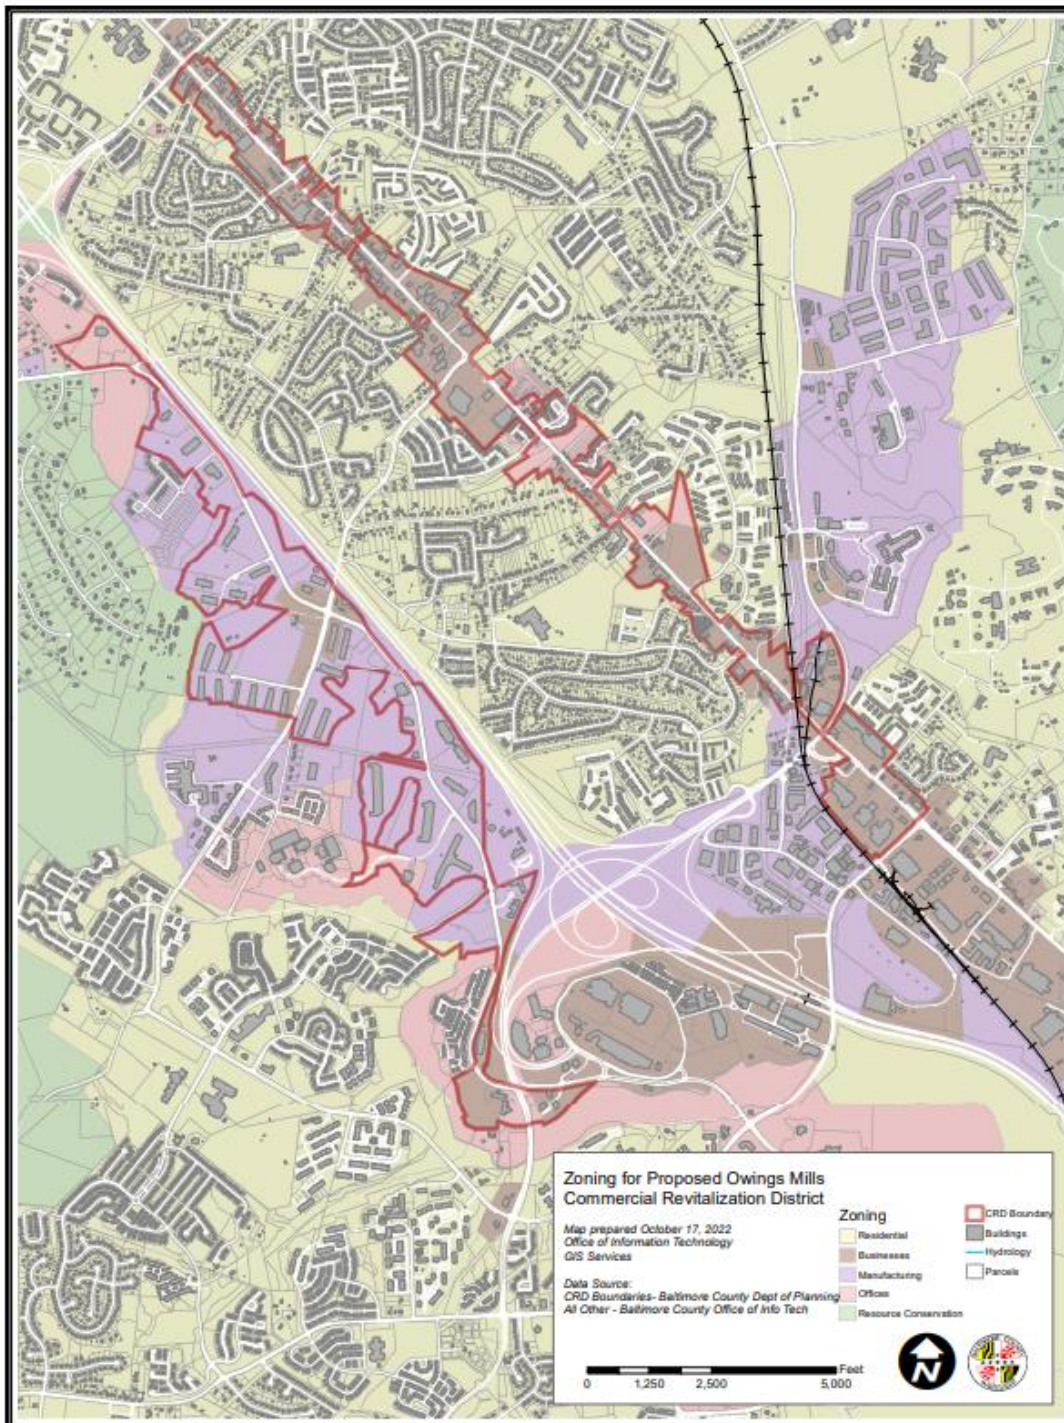 Zoning for Proposed Owings Mills
Commercial Revitalization District
Map prepared October 17, 2022
Office of Information Technology
GIS Services
Data Source:
CRD Boundaries- Baltimore County Dept of Planning
All Other - Baltimore County Office of Info Tech
Zoning
Residential
Businesses
Manufacturing
Offices
Resource Conservation
CRD Boundary
Buildings
Hydrology
Parcels
Feet
0 1,250 2,500 5,000
N